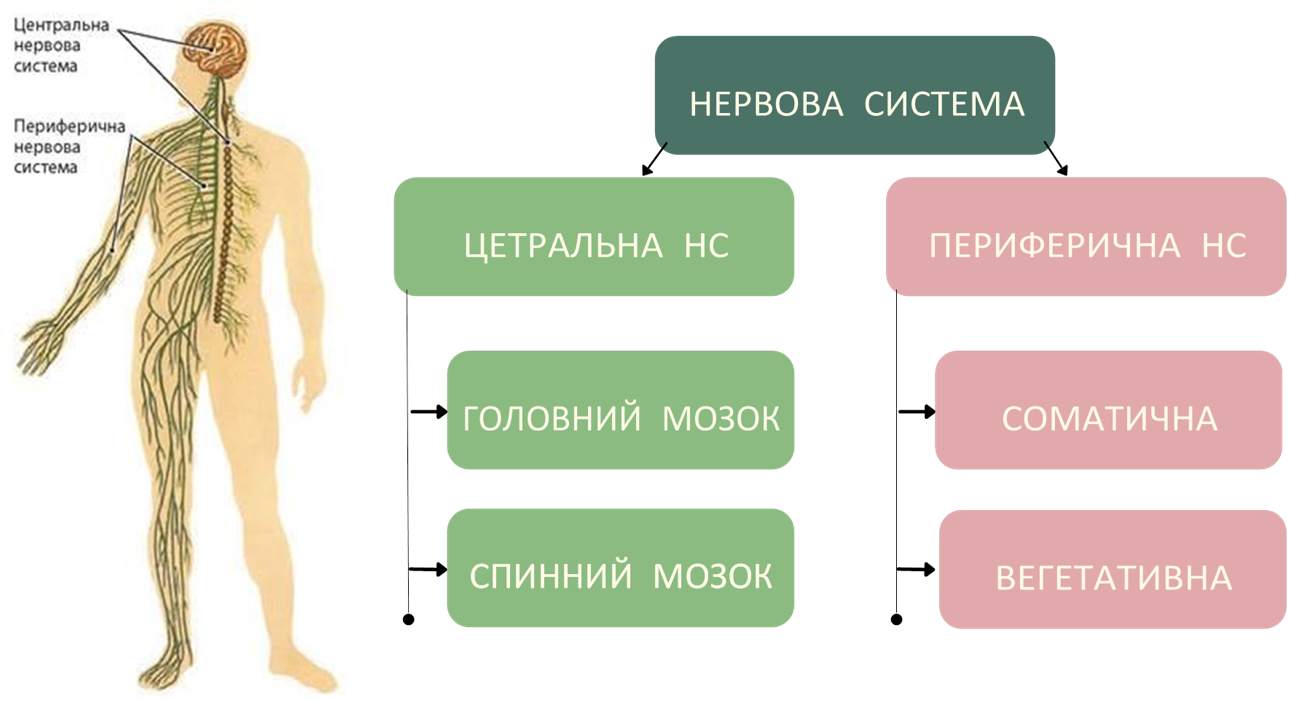 Центральна
нервова
система
Периферична
нервова
система
НЕРВОВА СИСТЕМА
ЦЕТРАЛЬНА НС
ПЕРИФЕРИЧНА НС
ГОЛОВНИЙ МОЗОК
СОМАТИЧНА
СПИННИЙ МОЗОК
ВЕГЕТАТИВНА